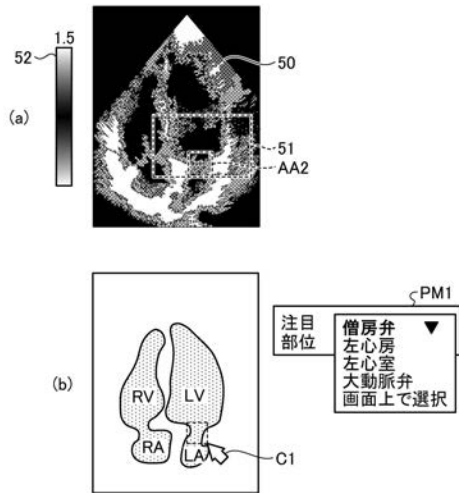 52
1.5
50
(a)
51
AA2
PM1
注目
部位
僧房弁 ▼
左心房
左心室
大動脈弁
画面上で選択
(b)
RV
LV
RA
LA
C1